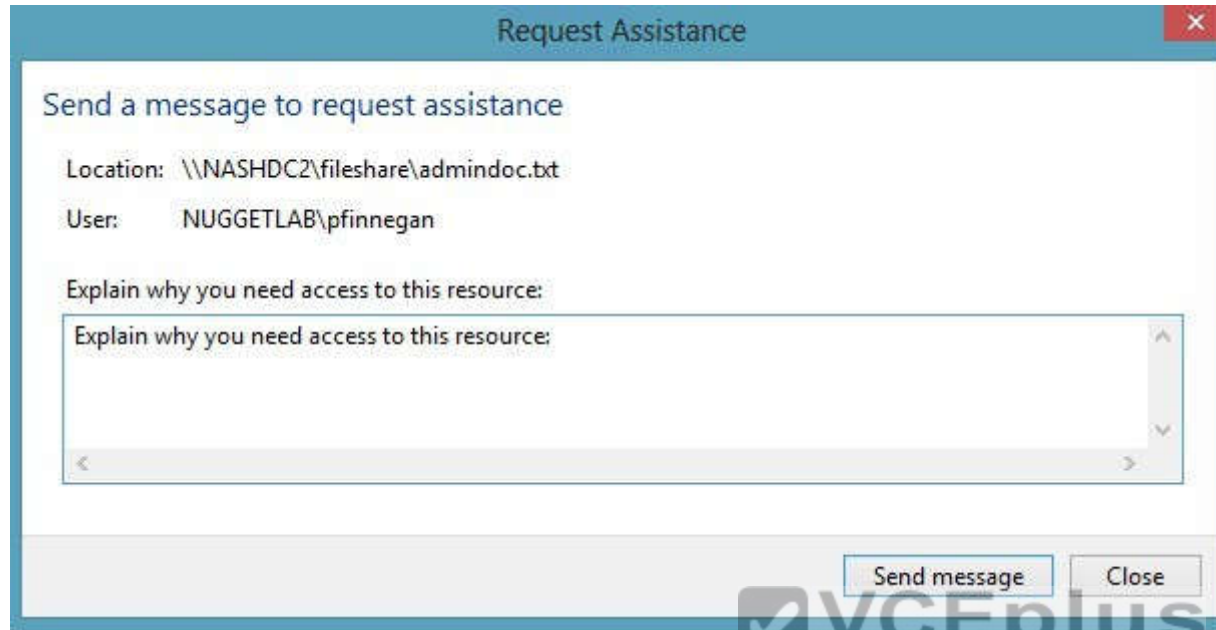 Request Assistance
Send a message to request assistance
Location: \\NASHDC2\fileshare\admindoc.txt
User: NUGGETLAB\pfinnegan
Explain why you need access to this resource:
Explain why you need access to this resource:
Send message Close
VCEplus